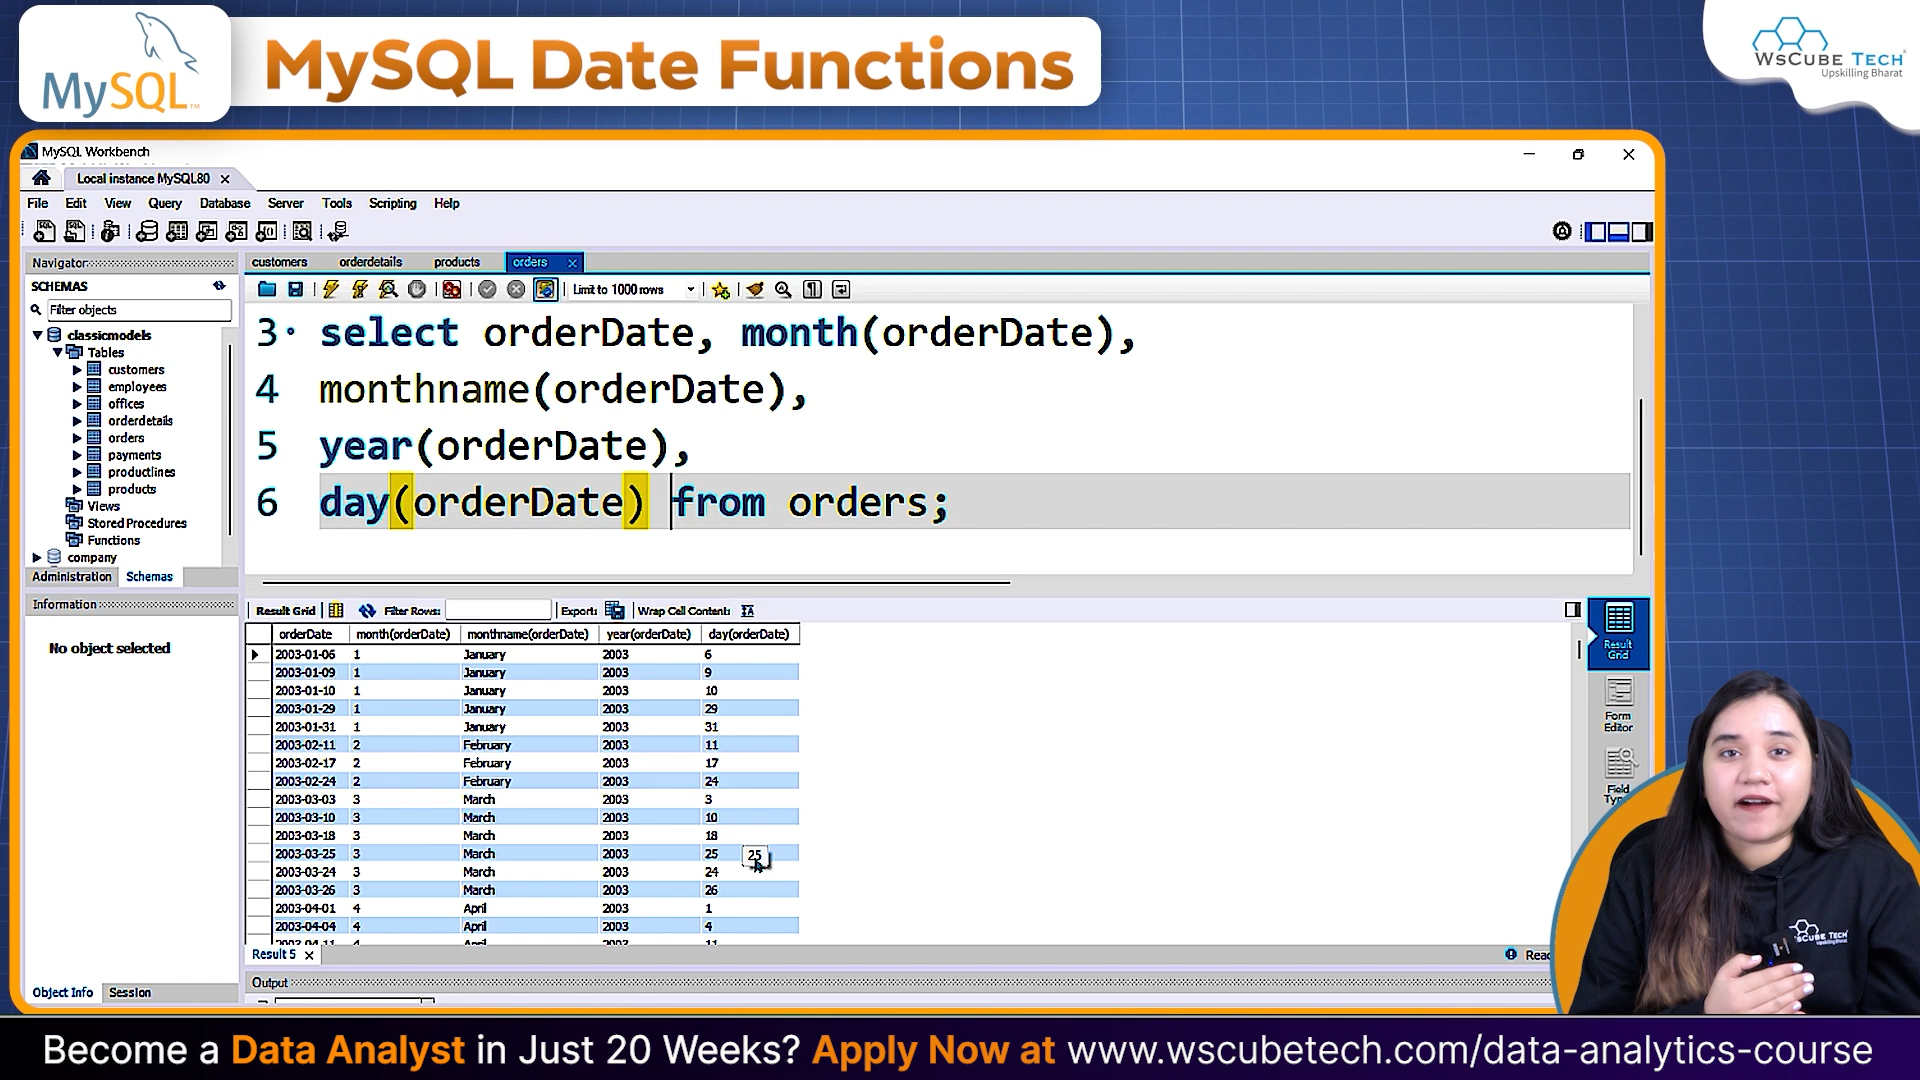 MySQL
MySQL Date Functions
WsCube Tech
Upskilling Bharat
MySQL Workbench
Local instance MySQL80
File Edit View Query Database Server Tools Scripting Help
Navigator
customers orderdetails products orders
SCHEMAS
Limit to 1000 rows
Filter objects
classicmodels
Tables
customers
employees
offices
orderdetails
orders
payments
productlines
products
Views
Stored Procedures
Functions
company
Administration Schemas
3 select orderDate, month(orderDate),
4 monthname(orderDate),
5 year(orderDate),
6 day(orderDate) from orders;
Information
No object selected
Object Info Session
Result Grid Filter Rows: Export: Wrap Cell Content:
orderDate month(orderDate) monthname(orderDate) year(orderDate) day(orderDate)
2003-01-06 1 January 2003 6
2003-01-09 1 January 2003 9
2003-01-10 1 January 2003 10
2003-01-29 1 January 2003 29
2003-01-31 1 January 2003 31
2003-02-11 2 February 2003 11
2003-02-17 2 February 2003 17
2003-02-24 2 February 2003 24
2003-03-03 3 March 2003 3
2003-03-10 3 March 2003 10
2003-03-18 3 March 2003 18
2003-03-25 3 March 2003 25 25
2003-03-24 3 March 2003 24
2003-03-26 3 March 2003 26
2003-04-01 4 April 2003 1
2003-04-04 4 April 2003 4
2003-04-11 4 April 2003 11
Result 5
Output
Result
Grid
Form
Editor
Field
Become a Data Analyst in Just 20 Weeks? Apply Now at www.wscubetech.com/data-analytics-course